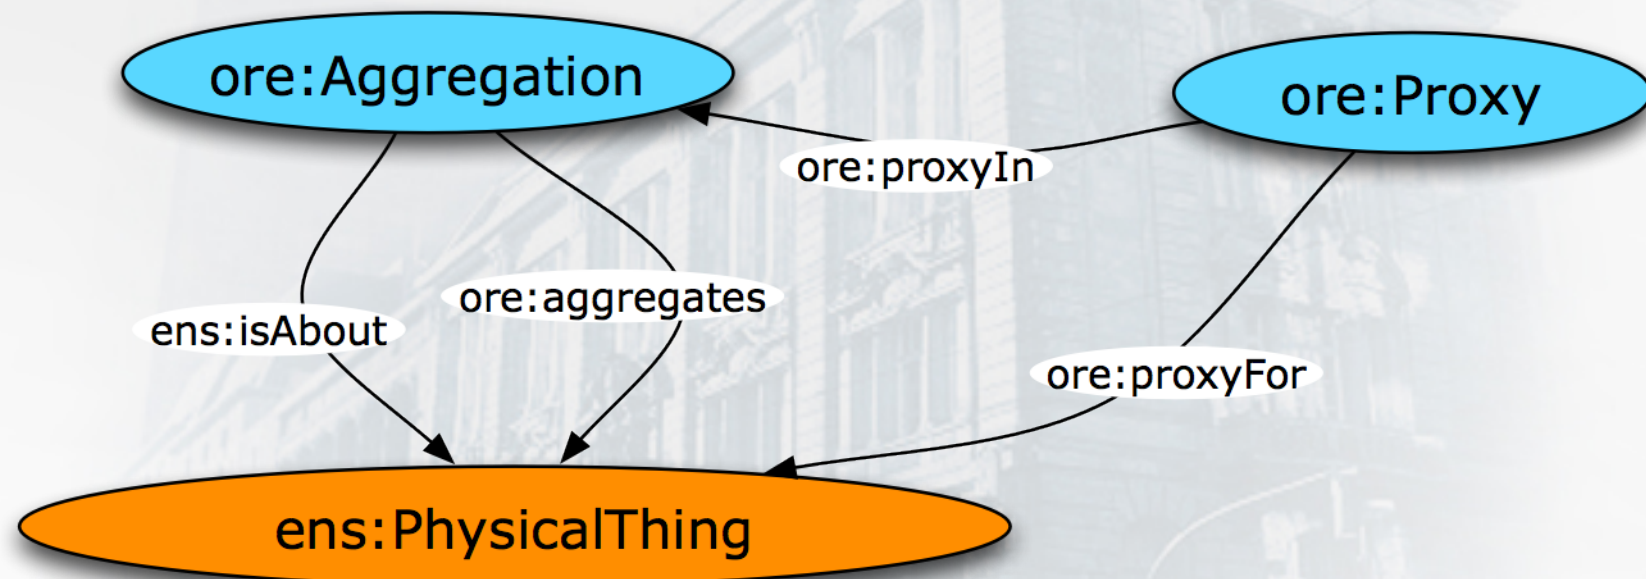 ore:Aggregation
ore:Proxy
ore:proxyIn
ore:aggregates
ens:isAbout
ore:proxyFor
ens:PhysicalThing